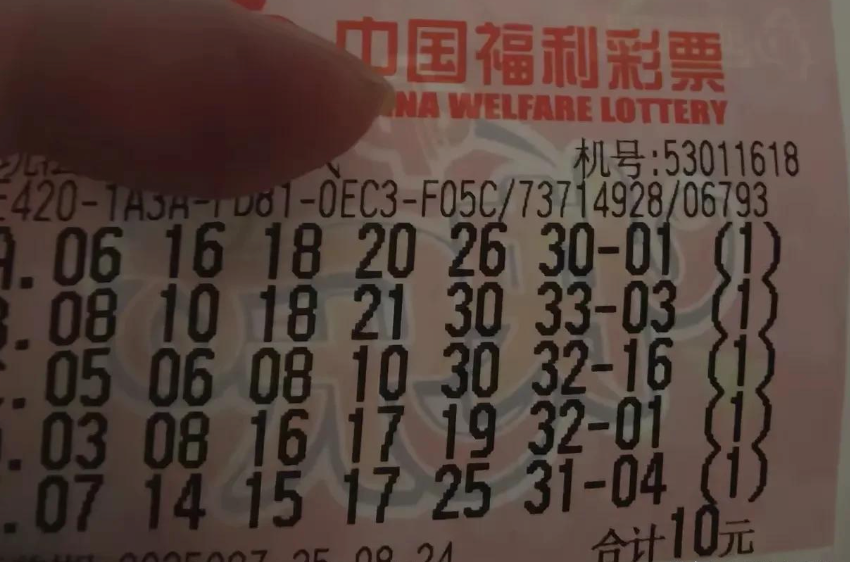 中国福利彩票
NA WELFARE LOTTERY
机号:53011618
E420-1A3A-FD81-0EC3-F05C/73714928/06793
A. 06 16 18 20 26 30-01 (1)
B. 08 10 18 21 30 33-03 (1)
. 05 06 08 10 30 32-16 (1)
. 03 08 16 17 19 32-01 (1)
. 07 14 15 17 25 31-04 (1)
合计10元